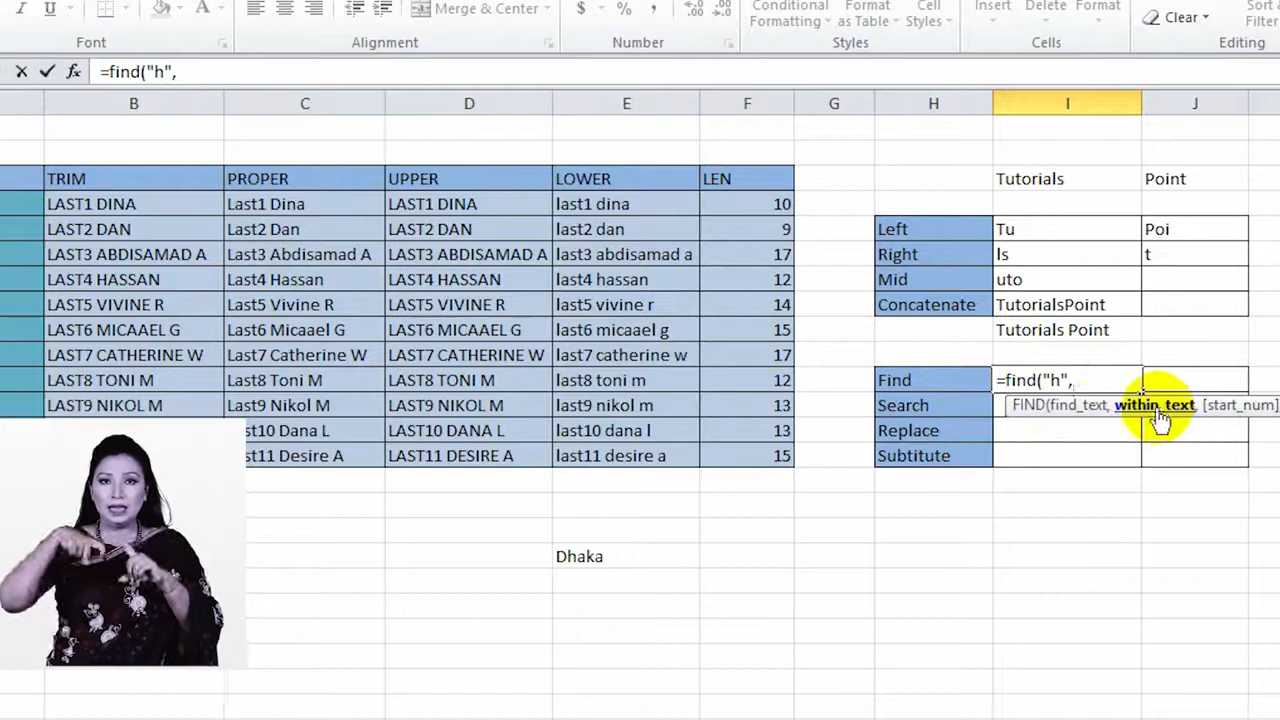 Merge & Center
$ % ,
Conditional Formatting
Format as Table
Cell Styles
Insert
Delete
Format
Clear
Sort &
Filter
Font
Alignment
Number
Styles
Cells
Editing
=find("h",
B C D E F G H I J
TRIM PROPER UPPER LOWER LEN Tutorials Point
LAST1 DINA Last1 Dina LAST1 DINA last1 dina 10
LAST2 DAN Last2 Dan LAST2 DAN last2 dan 9 Left Tu Poi
LAST3 ABDISAMAD A Last3 Abdisamad A LAST3 ABDISAMAD A last3 abdisamad a 17 Right ls t
LAST4 HASSAN Last4 Hassan LAST4 HASSAN last4 hassan 12 Mid uto
LAST5 VIVINE R Last5 Vivine R LAST5 VIVINE R last5 vivine r 14 Concatenate TutorialsPoint
LAST6 MICAAEL G Last6 Micaael G LAST6 MICAAEL G last6 micaael g 15 Tutorials Point
LAST7 CATHERINE W Last7 Catherine W LAST7 CATHERINE W last7 catherine w 17
LAST8 TONI M Last8 Toni M LAST8 TONI M last8 toni m 12 Find =find("h",
LAST9 NIKOL M Last9 Nikol M LAST9 NIKOL M last9 nikol m 13 Search FIND(find_text, within_text, [start_num]
st10 Dana L LAST10 DANA L last10 dana l 13 Replace
st11 Desire A LAST11 DESIRE A last11 desire a 15 Subtitute
Dhaka